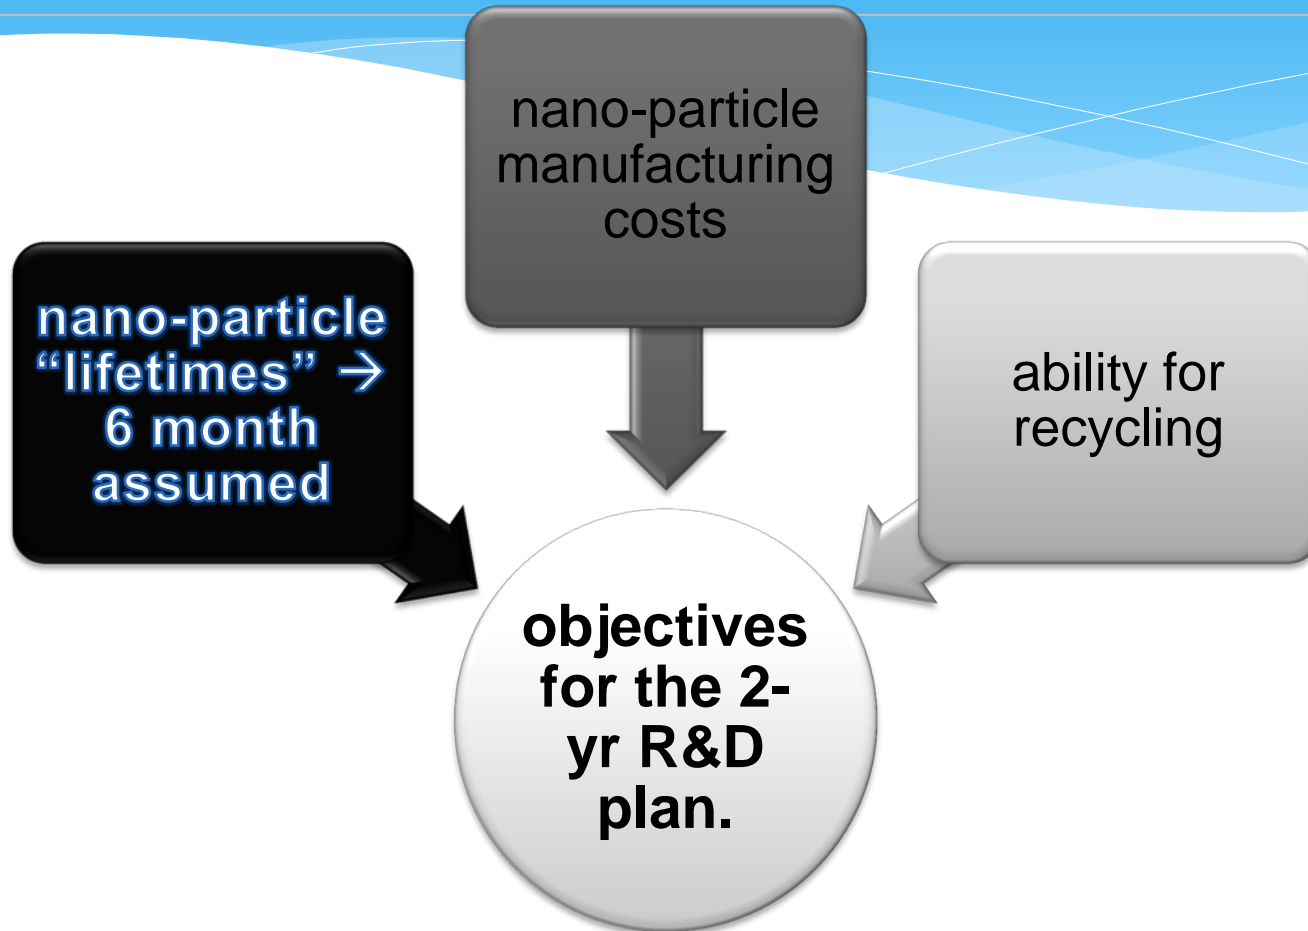 nano-particle
manufacturing
costs
nano-particle
“lifetimes” →
6 month
assumed
ability for
recycling
objectives
for the 2-
yr R&D
plan.